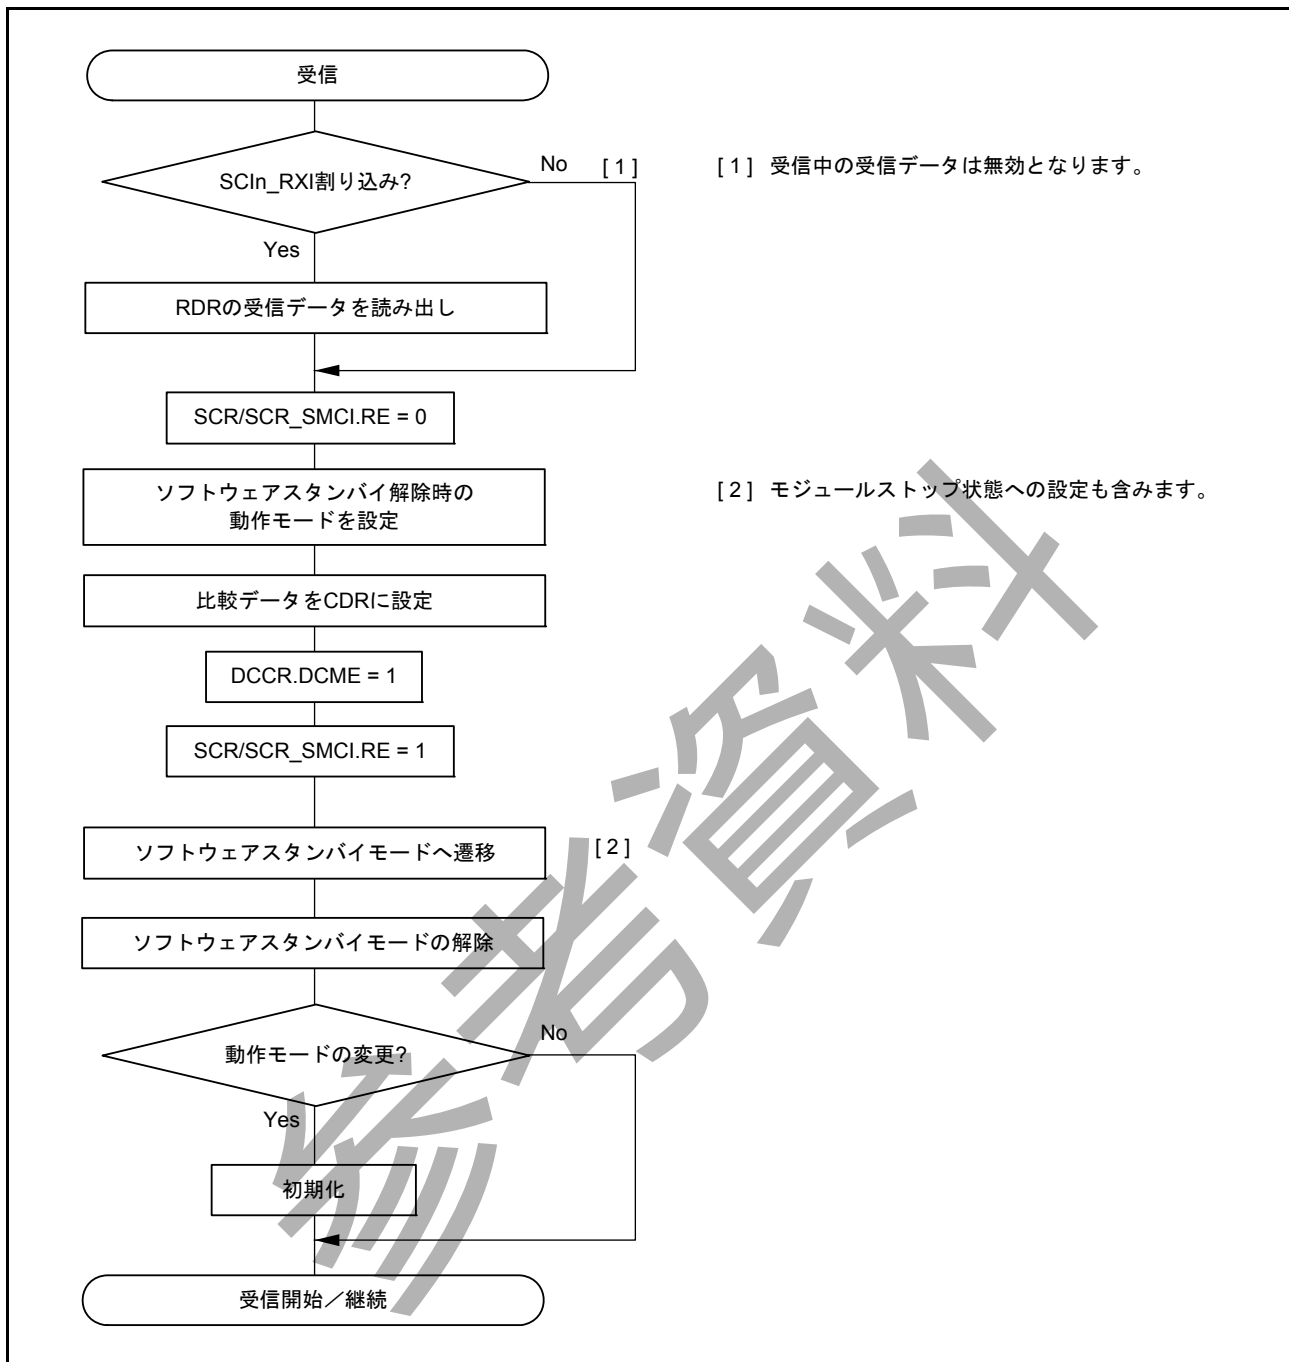 受信
SCIn_RXI割り込み?
No
[ 1 ]
[ 1 ] 受信中の受信データは無効となります。
Yes
RDRの受信データを読み出し
SCR/SCR_SMCI.RE = 0
ソフトウェアスタンバイ解除時の
動作モードを設定
[ 2 ] モジュールストップ状態への設定も含みます。
比較データをCDRに設定
DCCR.DCME = 1
SCR/SCR_SMCI.RE = 1
ソフトウェアスタンバイモードへ遷移
[ 2 ]
ソフトウェアスタンバイモードの解除
動作モードの変更?
No
Yes
初期化
受信開始／継続
参考資料